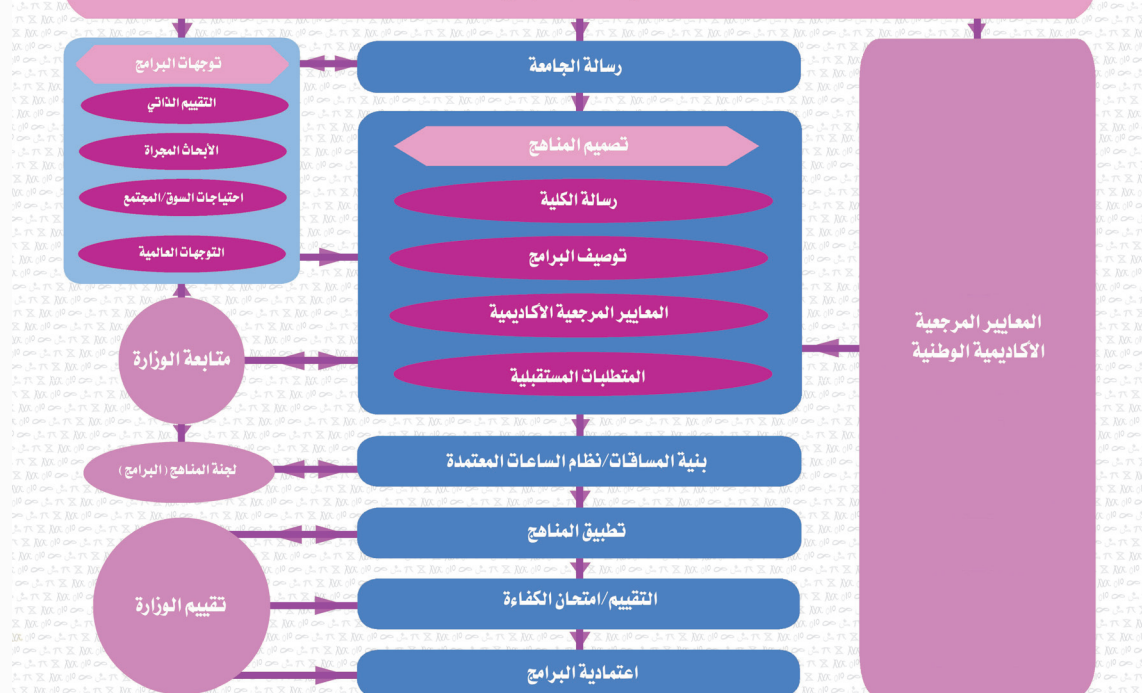 توجهات البرامج
التقييم الذاتي
الأبحاث المجراة
احتياجات السوق/المجتمع
التوجهات العالمية
رسالة الجامعة
تصميم المناهج
رسالة الكلية
توصيف البرامج
المعايير المرجعية الأكاديمية
المتطلبات المستقبلية
المعايير المرجعية
الأكاديمية الوطنية
متابعة الوزارة
لجنة المناهج (البرامج)
بنية المساقات/نظام الساعات المعتمدة
تطبيق المناهج
تقييم الوزارة
التقييم/امتحان الكفاءة
اعتمادية البرامج